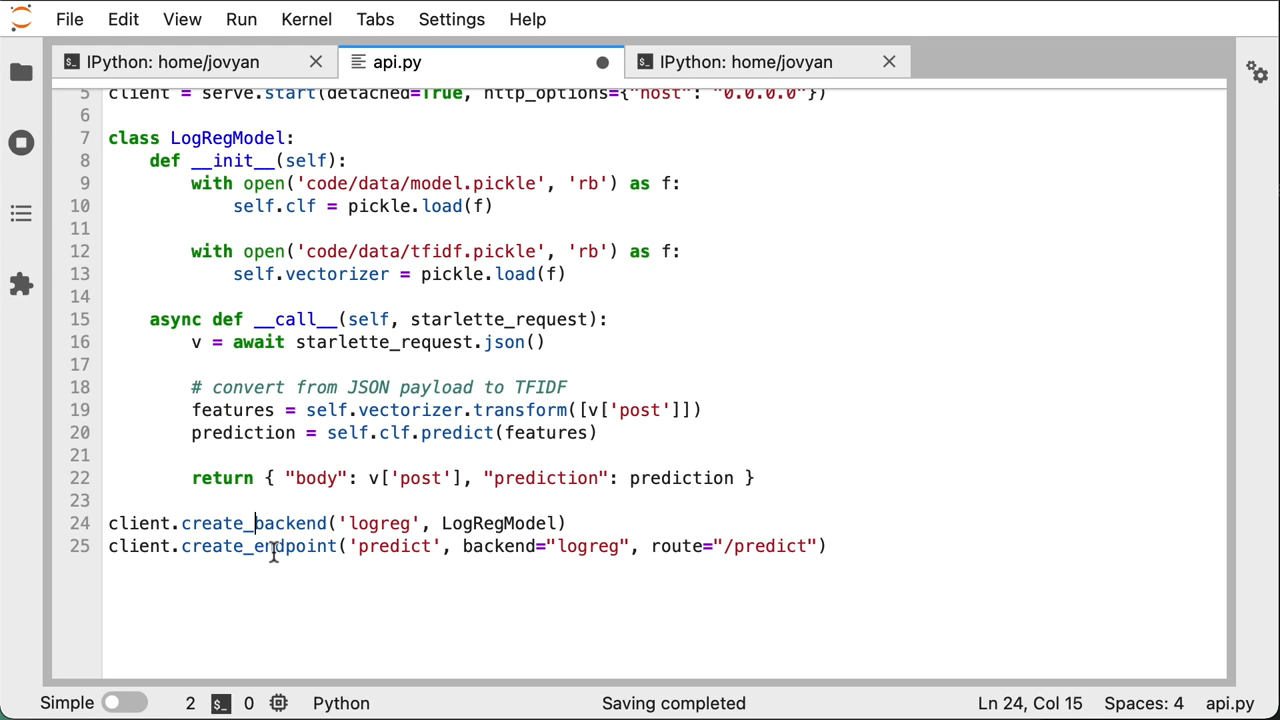 File Edit View Run Kernel Tabs Settings Help
IPython: home/jovyan
api.py
IPython: home/jovyan
5 client = serve.start(detached=True, http_options={"host": "0.0.0.0"})
6
7 class LogRegModel:
8 def __init__(self):
9 with open('code/data/model.pickle', 'rb') as f:
10 self.clf = pickle.load(f)
11
12 with open('code/data/tfidf.pickle', 'rb') as f:
13 self.vectorizer = pickle.load(f)
14
15 async def __call__(self, starlette_request):
16 v = await starlette_request.json()
17
18 # convert from JSON payload to TFIDF
19 features = self.vectorizer.transform([v['post']])
20 prediction = self.clf.predict(features)
21
22 return { "body": v['post'], "prediction": prediction }
23
24 client.create_backend('logreg', LogRegModel)
25 client.create_endpoint('predict', backend="logreg", route="/predict")
Simple 2 $_ 0 Python Saving completed Ln 24, Col 15 Spaces: 4 api.py